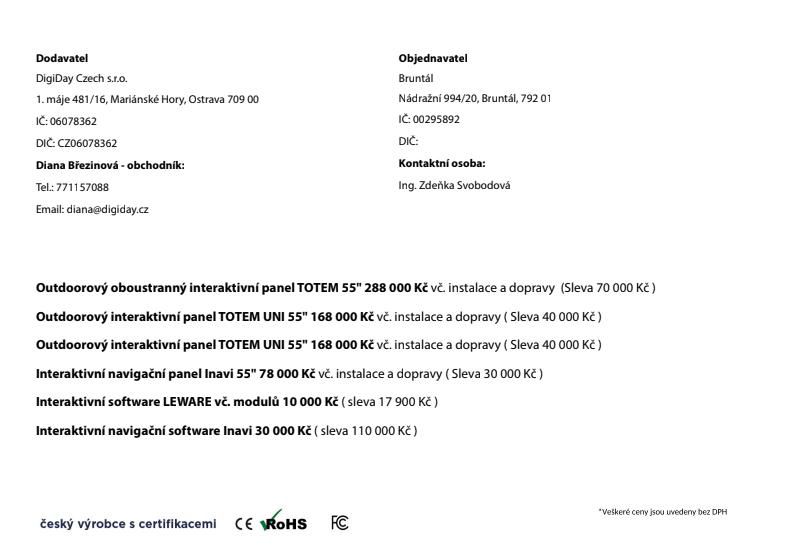 Dodavatel
DigiDay Czech s.r.o.
1. máje 481/16, Mariánské Hory, Ostrava 709 00
IČ: 06078362
DIČ: CZ06078362
Diana Březinová - obchodník:
Tel.: 771157088
Email: diana@digiday.cz
Objednavatel
Bruntál
Nádražní 994/20, Bruntál, 792 01
IČ: 00295892
DIČ:
Kontaktní osoba:
Ing. Zdeňka Svobodová
Outdoorový oboustranný interaktivní panel TOTEM 55" 288 000 Kč vč. instalace a dopravy (Sleva 70 000 Kč )
Outdoorový interaktivní panel TOTEM UNI 55" 168 000 Kč vč. instalace a dopravy ( Sleva 40 000 Kč )
Outdoorový interaktivní panel TOTEM UNI 55" 168 000 Kč vč. instalace a dopravy ( Sleva 40 000 Kč )
Interaktivní navigační panel Inavi 55" 78 000 Kč vč. instalace a dopravy ( Sleva 30 000 Kč )
Interaktivní software LEWARE vč. modulů 10 000 Kč ( sleva 17 900 Kč )
Interaktivní navigační software Inavi 30 000 Kč ( sleva 110 000 Kč )
český výrobce s certifikacemi CE RoHS FC
*Veškeré ceny jsou uvedeny bez DPH